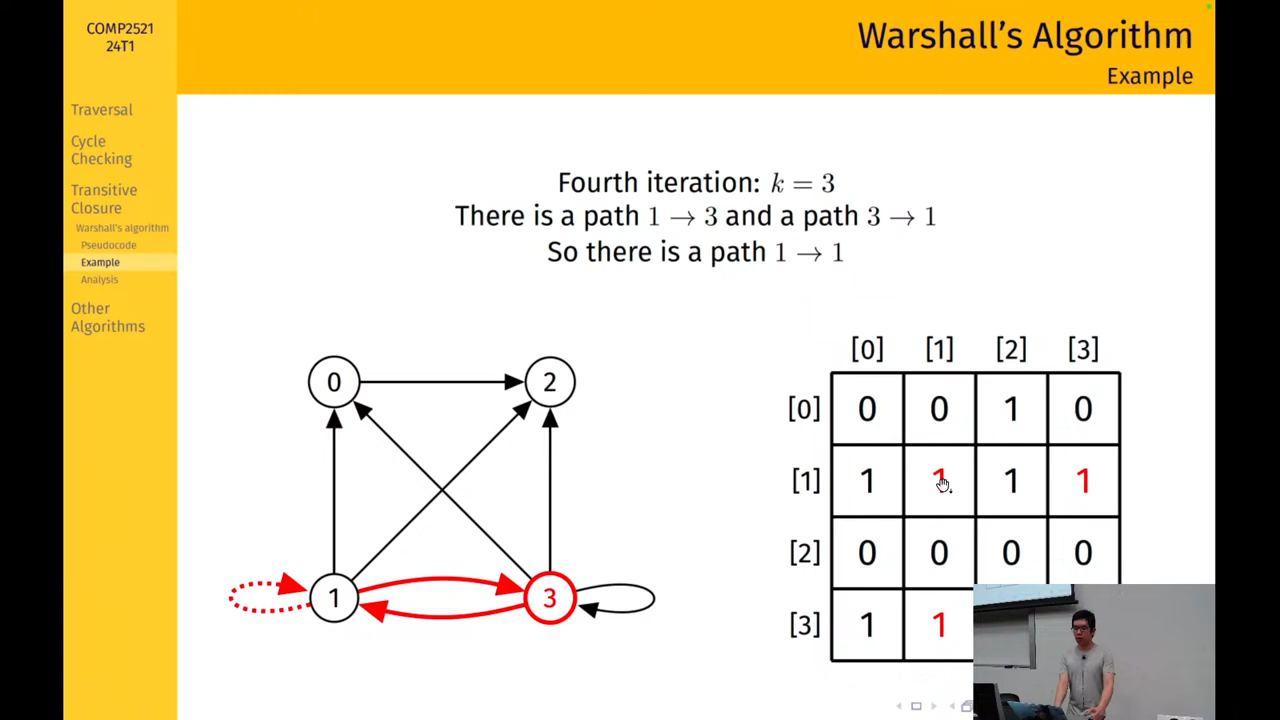 COMP2521
24T1
Warshall's Algorithm
Example
Traversal
Cycle
Checking
Transitive
Closure
Warshall's algorithm
Pseudocode
Example
Analysis
Other
Algorithms
Fourth iteration: k = 3
There is a path 1 → 3 and a path 3 → 1
So there is a path 1 → 1
0
2
1
3
[0] [1] [2] [3]
[0] 0 0 1 0
[1] 1 1 1 1
[2] 0 0 0 0
[3] 1 1